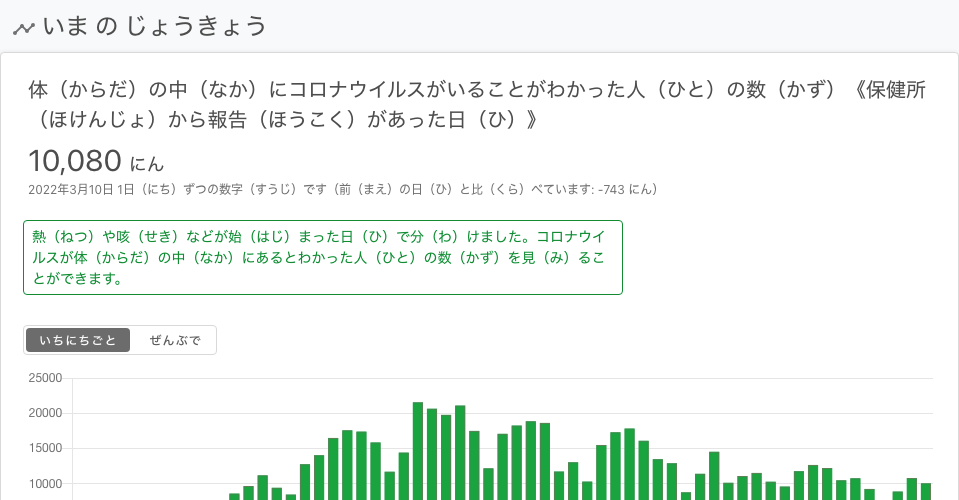 いま の じょうきょう
体（からだ）の中（なか）にコロナウイルスがいることがわかった人（ひと）の数（かず）《保健所
（ほけんじょ）から報告（ほうこく）があった日（ひ）》
10,080 にん
2022年3月10日 1日（にち）ずつの数字（すうじ）です（前（まえ）の日（ひ）と比（くら）べています: -743 にん）
熱（ねつ）や咳（せき）などが始（はじ）まった日（ひ）で分（わ）けました。コロナウイ
ルスが体（からだ）の中（なか）にあるとわかった人（ひと）の数（かず）を見（み）るこ
とができます。
いちにちごと ぜんぶで
25000
20000
15000
10000